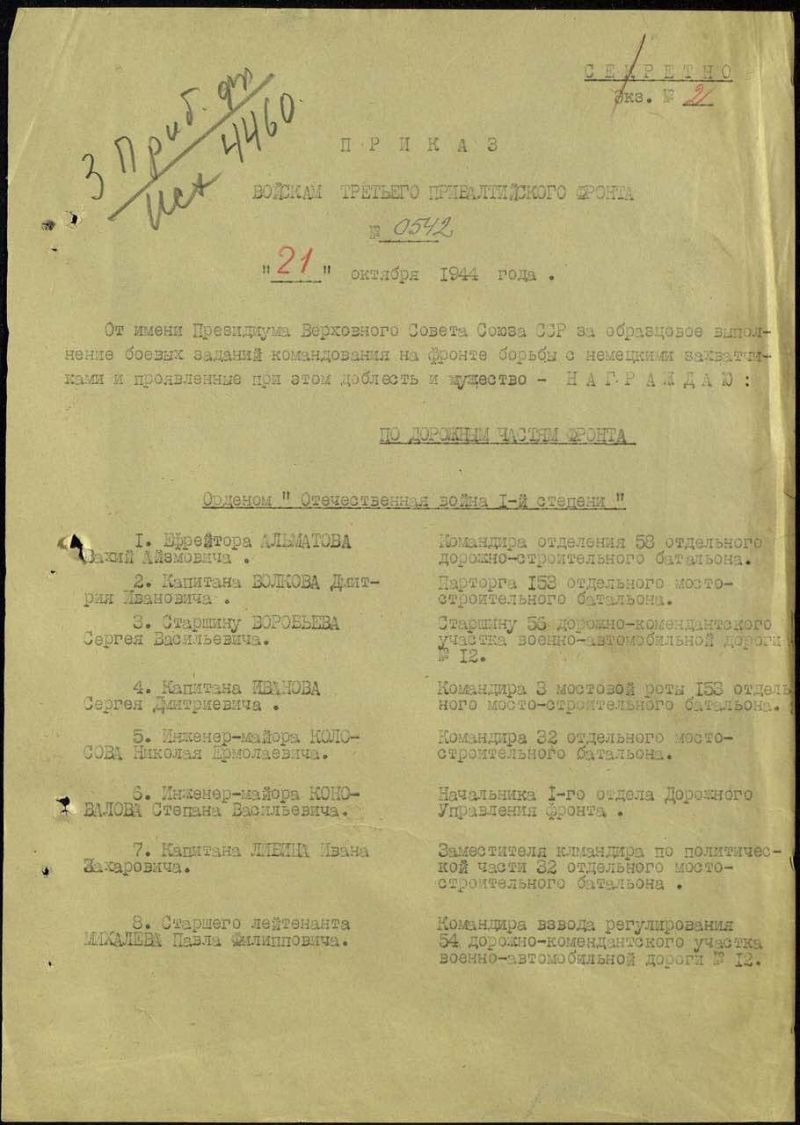 СЕКРЕТНО
Экз. № 21
3 Приб. фр
Исх 4460
ПРИКАЗ
ВОЙСКАМ ТРЕТЬЕГО ПРИБАЛТИЙСКОГО ФРОНТА
№ 0542
"21" октября 1944 года .
От имени Президиума Верховного Совета Союза ССР за образцовое выпол-
нение боевых заданий командования на фронте борьбы с немецкими захватчи-
ками и проявленные при этом доблесть и мужество - НАГРАЖДАЮ:
ПО ДОРОЖНЫМ ЧАСТЯМ ФРОНТА
Орденом " Отечественная война I-й степени "
1. Ефрейтора АЛЬМАТОВА
Айзмовича .
Командира отделения 58 отдельного
дорожно-строительного батальона.
2. Капитана ВОЛКОВА Дмит-
рия Ивановича .
Парторга 153 отдельного мосто-
строительного батальона.
3. Старшину ВОРОБЬЕВА
Сергея Васильевича.
Старшину 55 дорожно-комендантского
участка военно-автомобильной дороги
№ 12.
4. Капитана ИВАНОВА
Сергея Дмитриевича .
Командира 3 мостовой роты 153 отдель
ного мосто-строительного батальона.
5. Инженер-майора КОЛО-
СОВА Николая Ермолаевича.
Командира 32 отдельного мосто-
строительного батальона.
6. Инженер-майора КОНО-
ВАЛОВА Степана Васильевича.
Начальника I-го отдела Дорожного
Управления фронта .
7. Капитана Ивана
Захаровича.
Заместителя клмандира по политичес-
кой части 32 отдельного мосто-
строительного батальона .
8. Старшего лейтенанта
МИХАЛЕВА Павла Филипповича.
Командира взвода регулирования
54 дорожно-комендантского участка
военно-автомобильной дороги № 12.